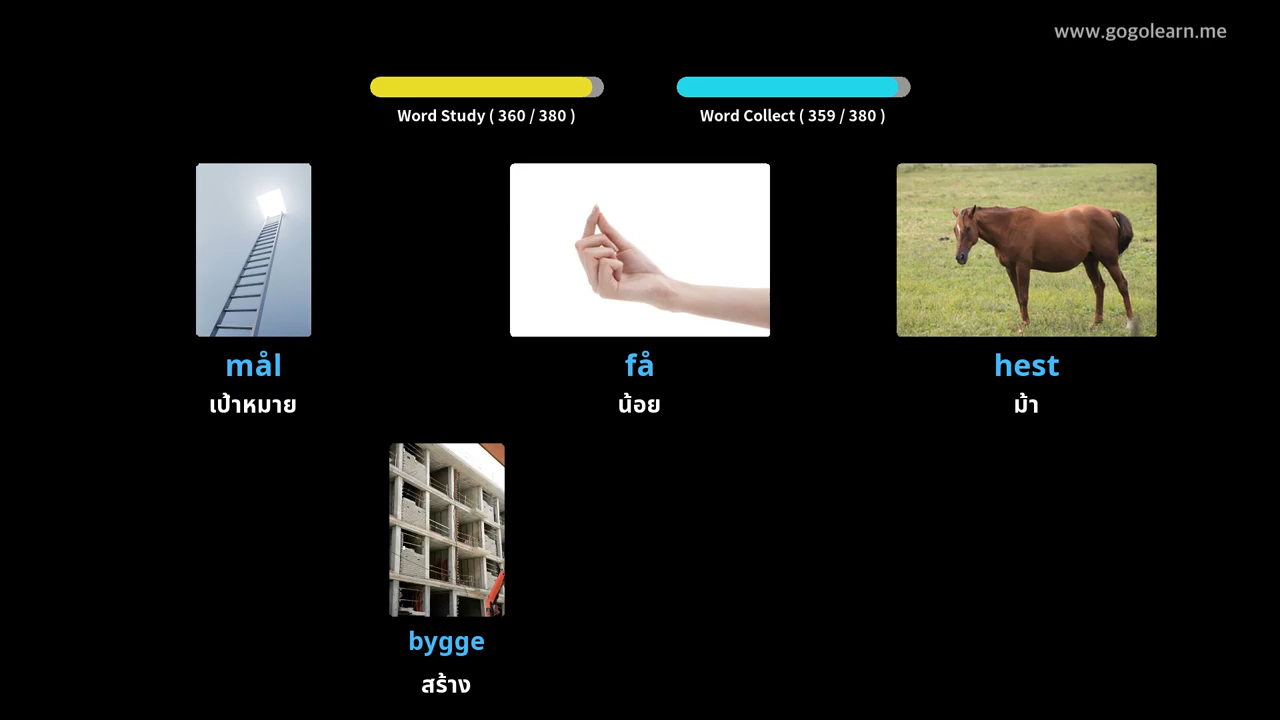 www.gogolearn.me
Word Study ( 360 / 380 )
Word Collect ( 359 / 380 )
mål
เป้าหมาย
få
น้อย
hest
ม้า
bygge
สร้าง